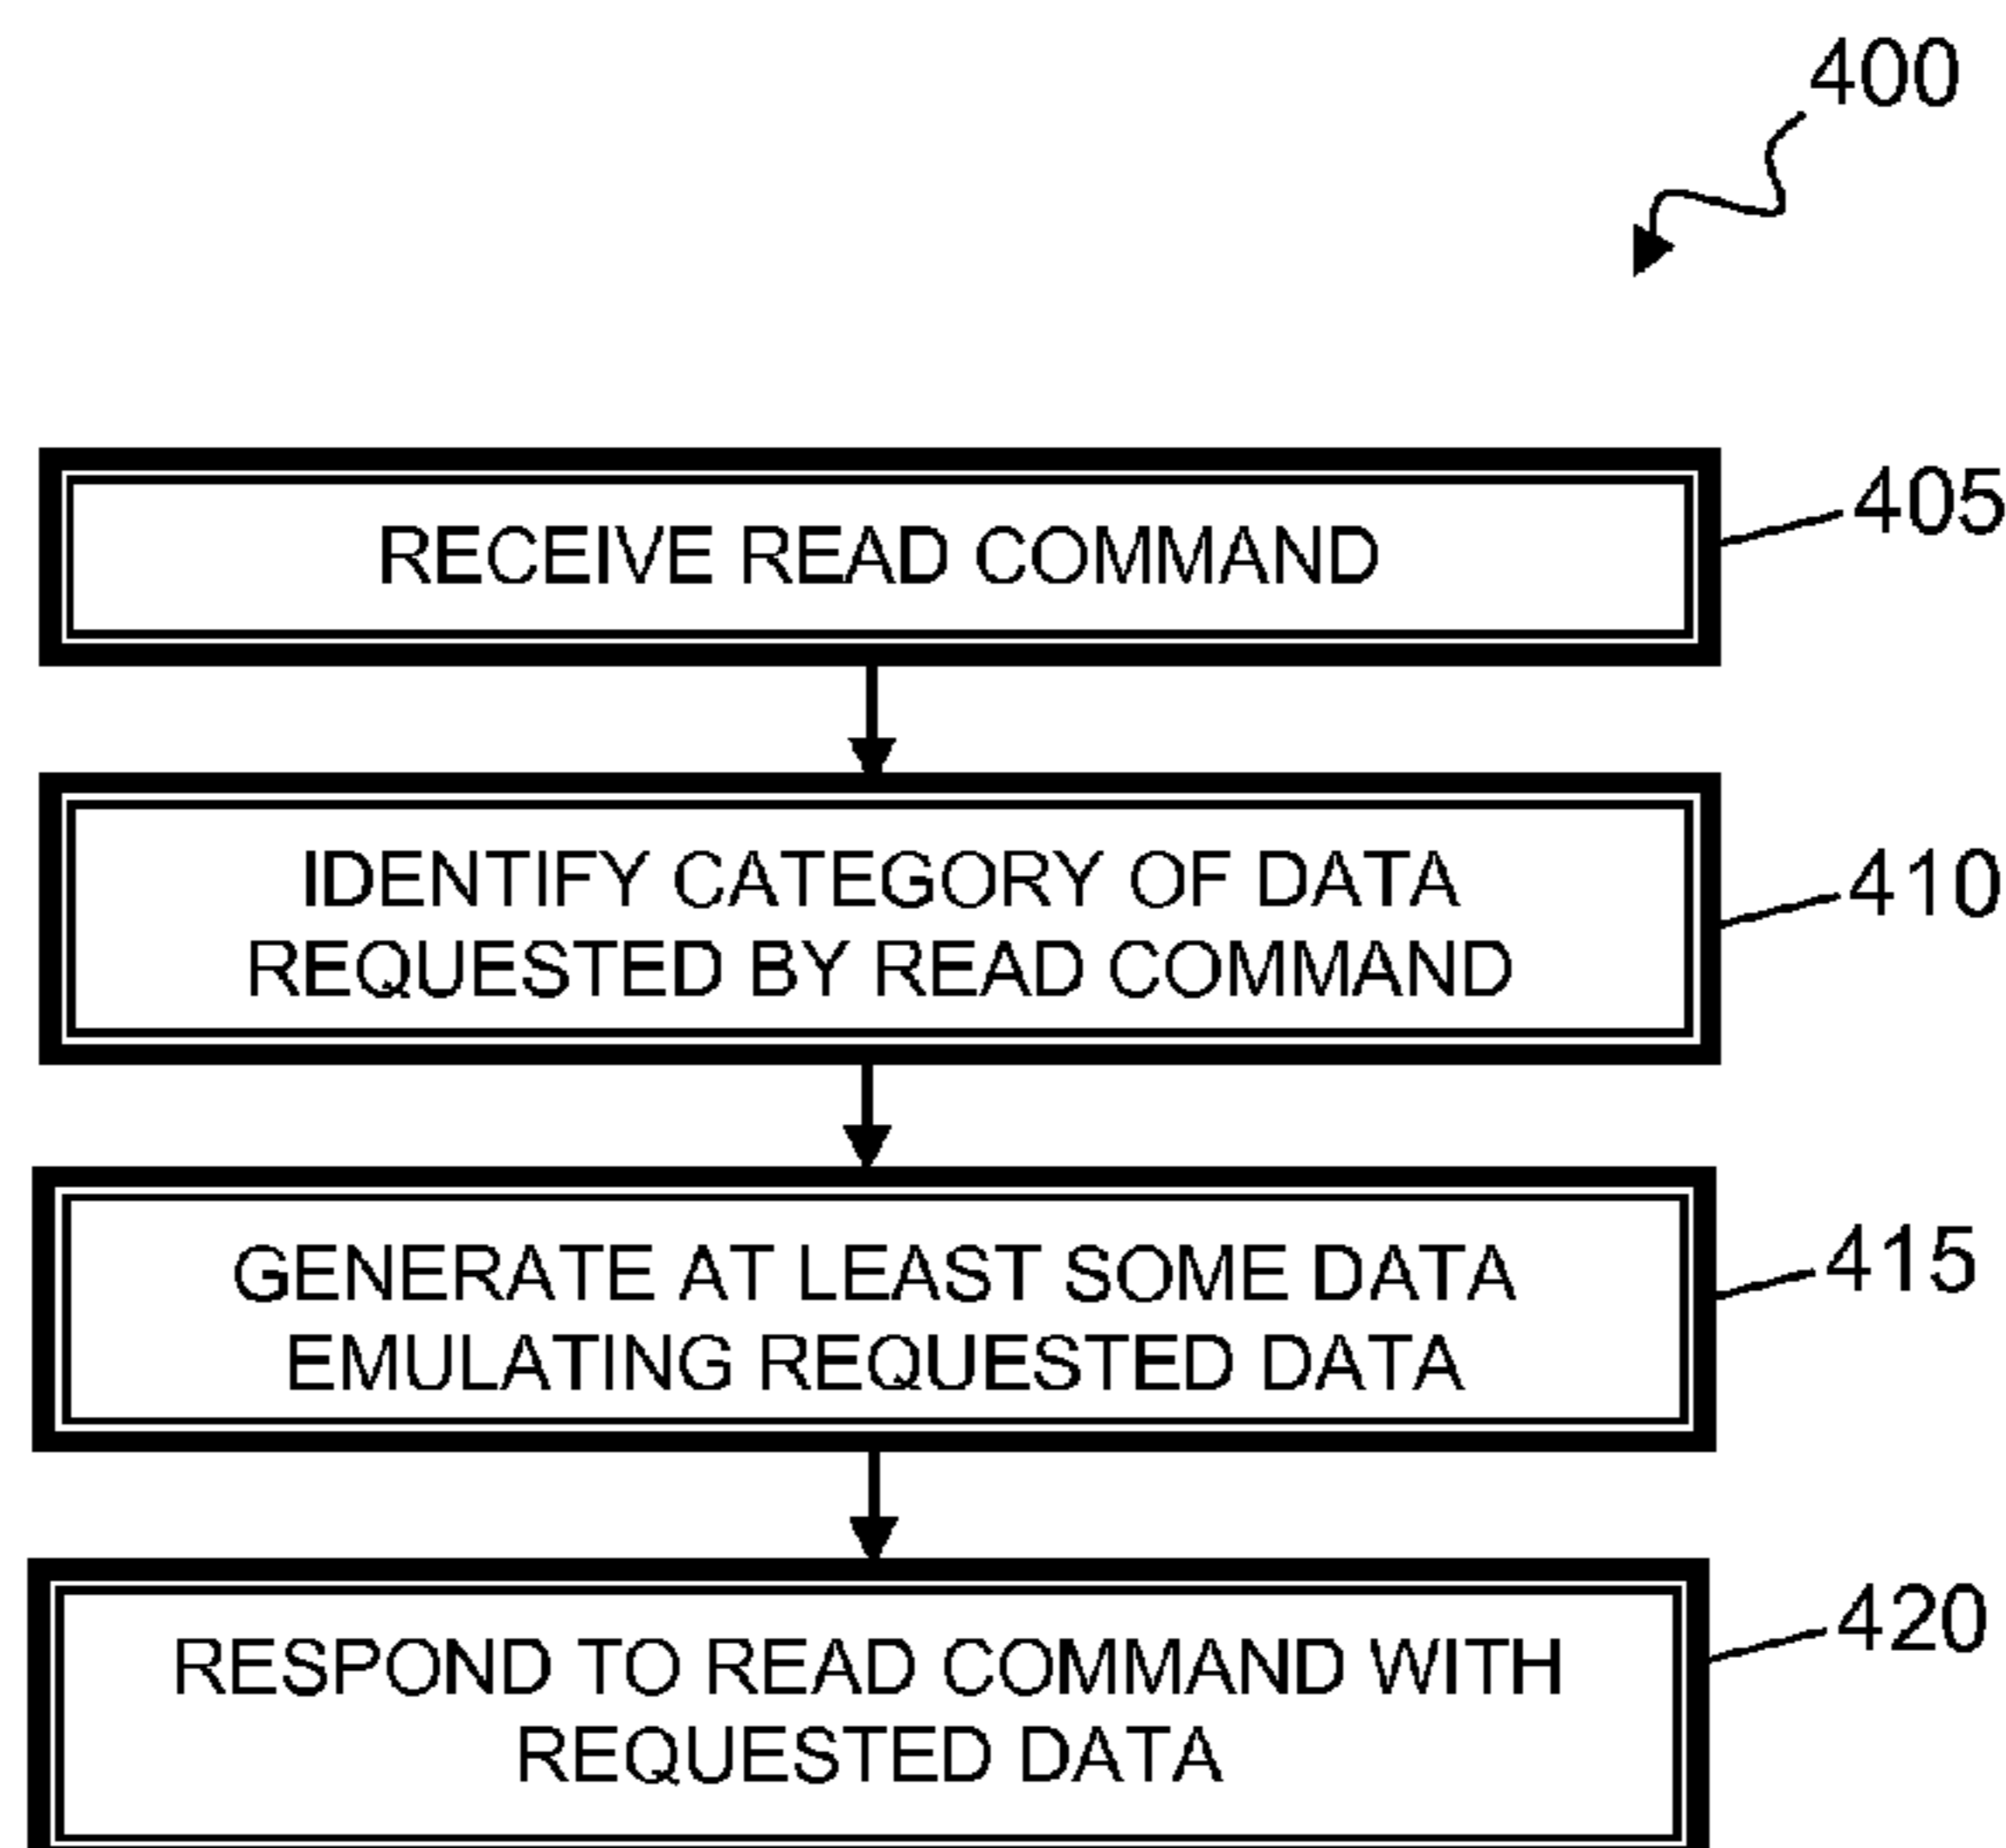 400
RECEIVE READ COMMAND
405
IDENTIFY CATEGORY OF DATA
REQUESTED BY READ COMMAND
410
GENERATE AT LEAST SOME DATA
EMULATING REQUESTED DATA
415
RESPOND TO READ COMMAND WITH
REQUESTED DATA
420